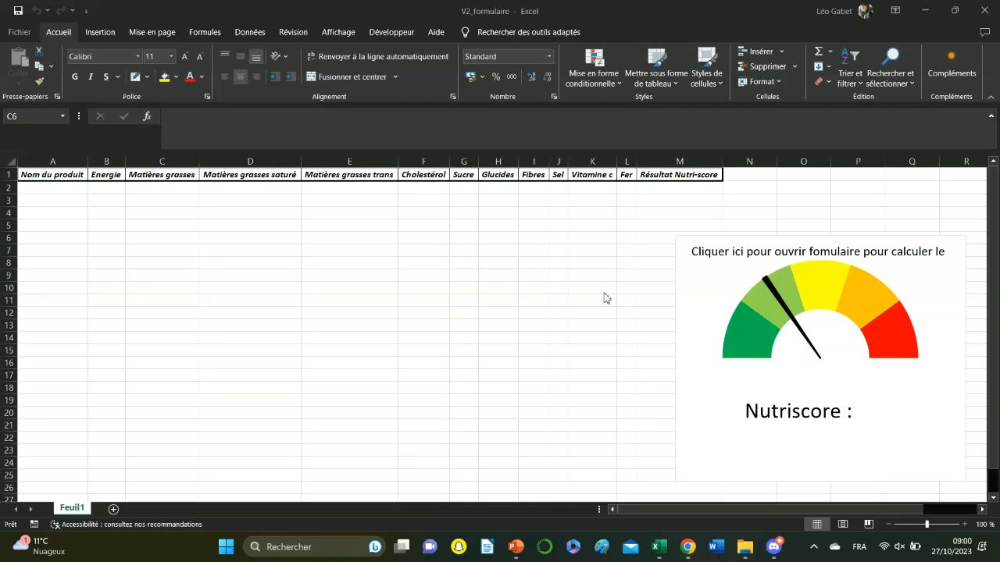 V2_formulaire - Excel
Léo Gabet
Fichier Accueil Insertion Mise en page Formules Données Révision Affichage Développeur Aide Rechercher des outils adaptés
Coller
Calibri 11
Renvoyer à la ligne automatiquement
Standard
Mise en forme conditionnelle
Mettre sous forme de tableau
Styles de cellules
Insérer
Supprimer
Format
Trier et filtrer
Rechercher et sélectionner
Compléments
G I S
Fusionner et centrer
% 000
Presse-papiers Police Alignement Nombre Styles Cellules Édition Compléments
C6 fx
A B C D E F G H I J K L M N O P Q R
1 Nom du produit Energie Matières grasses Matières grasses saturé Matières grasses trans Cholestérol Sucre Glucides Fibres Sel Vitamine c Fer Résultat Nutri-score
2
3
4
5
6
7
8
9
10
11
12
13
14
15
16
17
18
19
20
21
22
23
24
25
26
27
Cliquer ici pour ouvrir fomulaire pour calculer le
Nutriscore :
Feuil1
Prêt Accessibilité : consultez nos recommandations 100 %
1 11°C
Nuageux
Rechercher
FRA
09:00
27/10/2023